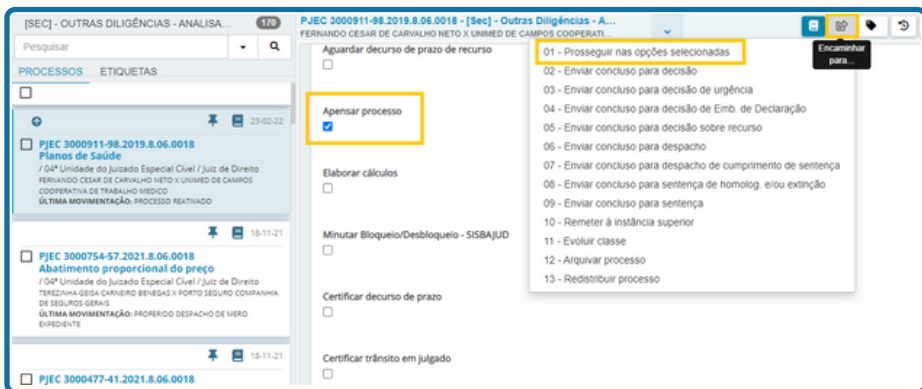 [SEC] - OUTRAS DILIGÊNCIAS - ANALISA...
170
Pesquisar
PROCESSOS
ETIQUETAS
23-02-22
PJEC 3000911-98.2019.8.06.0018
Planos de Saúde
/ 04ª Unidade do Juizado Especial Cível / Juiz de Direito
FERNANDO CESAR DE CARVALHO NETO X UNIMED DE CAMPOS
COOPERATIVA DE TRABALHO MEDICO
ÚLTIMA MOVIMENTAÇÃO: PROCESSO REATIVADO
18-11-21
PJEC 3000754-57.2021.8.06.0018
Abatimento proporcional do preço
/ 04ª Unidade do Juizado Especial Cível / Juiz de Direito
TEREZINHA GEISA CARNEIRO BENEGAS X PORTO SEGURO COMPANHIA
DE SEGUROS GERAIS
ÚLTIMA MOVIMENTAÇÃO: PROFERIDO DESPACHO DE MERO
EXPEDIENTE
18-11-21
PJEC 3000477-41.2021.8.06.0018
PJEC 3000911-98.2019.8.06.0018 - [Sec] - Outras Diligências - A...
FERNANDO CESAR DE CARVALHO NETO X UNIMED DE CAMPOS COOPERATI...
Aguardar decurso de prazo de recurso
Apensar processo
Elaborar cálculos
Minutar Bloqueio/Desbloqueio - SISBAJUD
Certificar decurso de prazo
Certificar trânsito em julgado
Encaminhar
para...
01 - Prosseguir nas opções selecionadas
02 - Enviar concluso para decisão
03 - Enviar concluso para decisão de urgência
04 - Enviar concluso para decisão de Emb. de Declaração
05 - Enviar concluso para decisão sobre recurso
06 - Enviar concluso para despacho
07 - Enviar concluso para despacho de cumprimento de sentença
08 - Enviar concluso para sentença de homolog. e/ou extinção
09 - Enviar concluso para sentença
10 - Remeter à instância superior
11 - Evoluir classe
12 - Arquivar processo
13 - Redistribuir processo